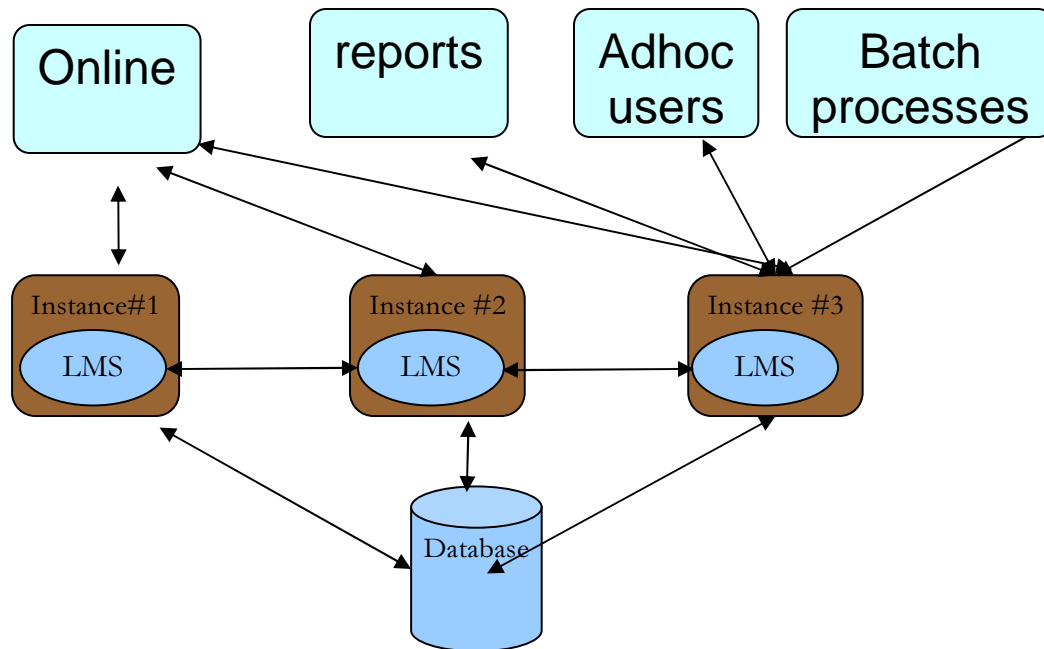 Online
reports
Adhoc
users
Batch
processes
Instance#1
Instance #2
Instance #3
LMS
LMS
LMS
Database